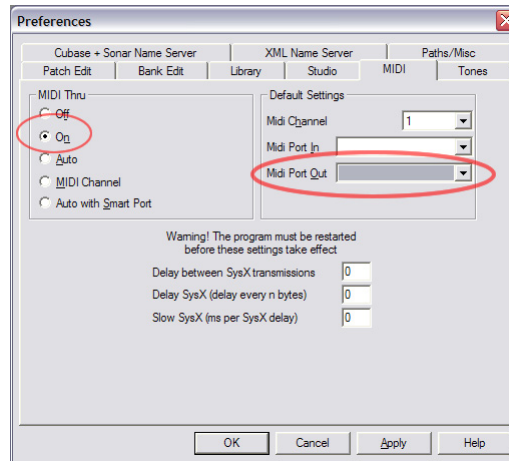 Preferences
Cubase + Sonar Name Server XML Name Server Paths/Misc
Patch Edit Bank Edit Library Studio MIDI Tones
MIDI Thru
Off
On
Auto
MIDI Channel
Auto with Smart Port
Default Settings
Midi Channel 1
Midi Port In
Midi Port Out
Warning! The program must be restarted
before these settings take effect
Delay between SysX transmissions 0
Delay SysX (delay every n bytes) 0
Slow SysX (ms per SysX delay) 0
OK Cancel Apply Help